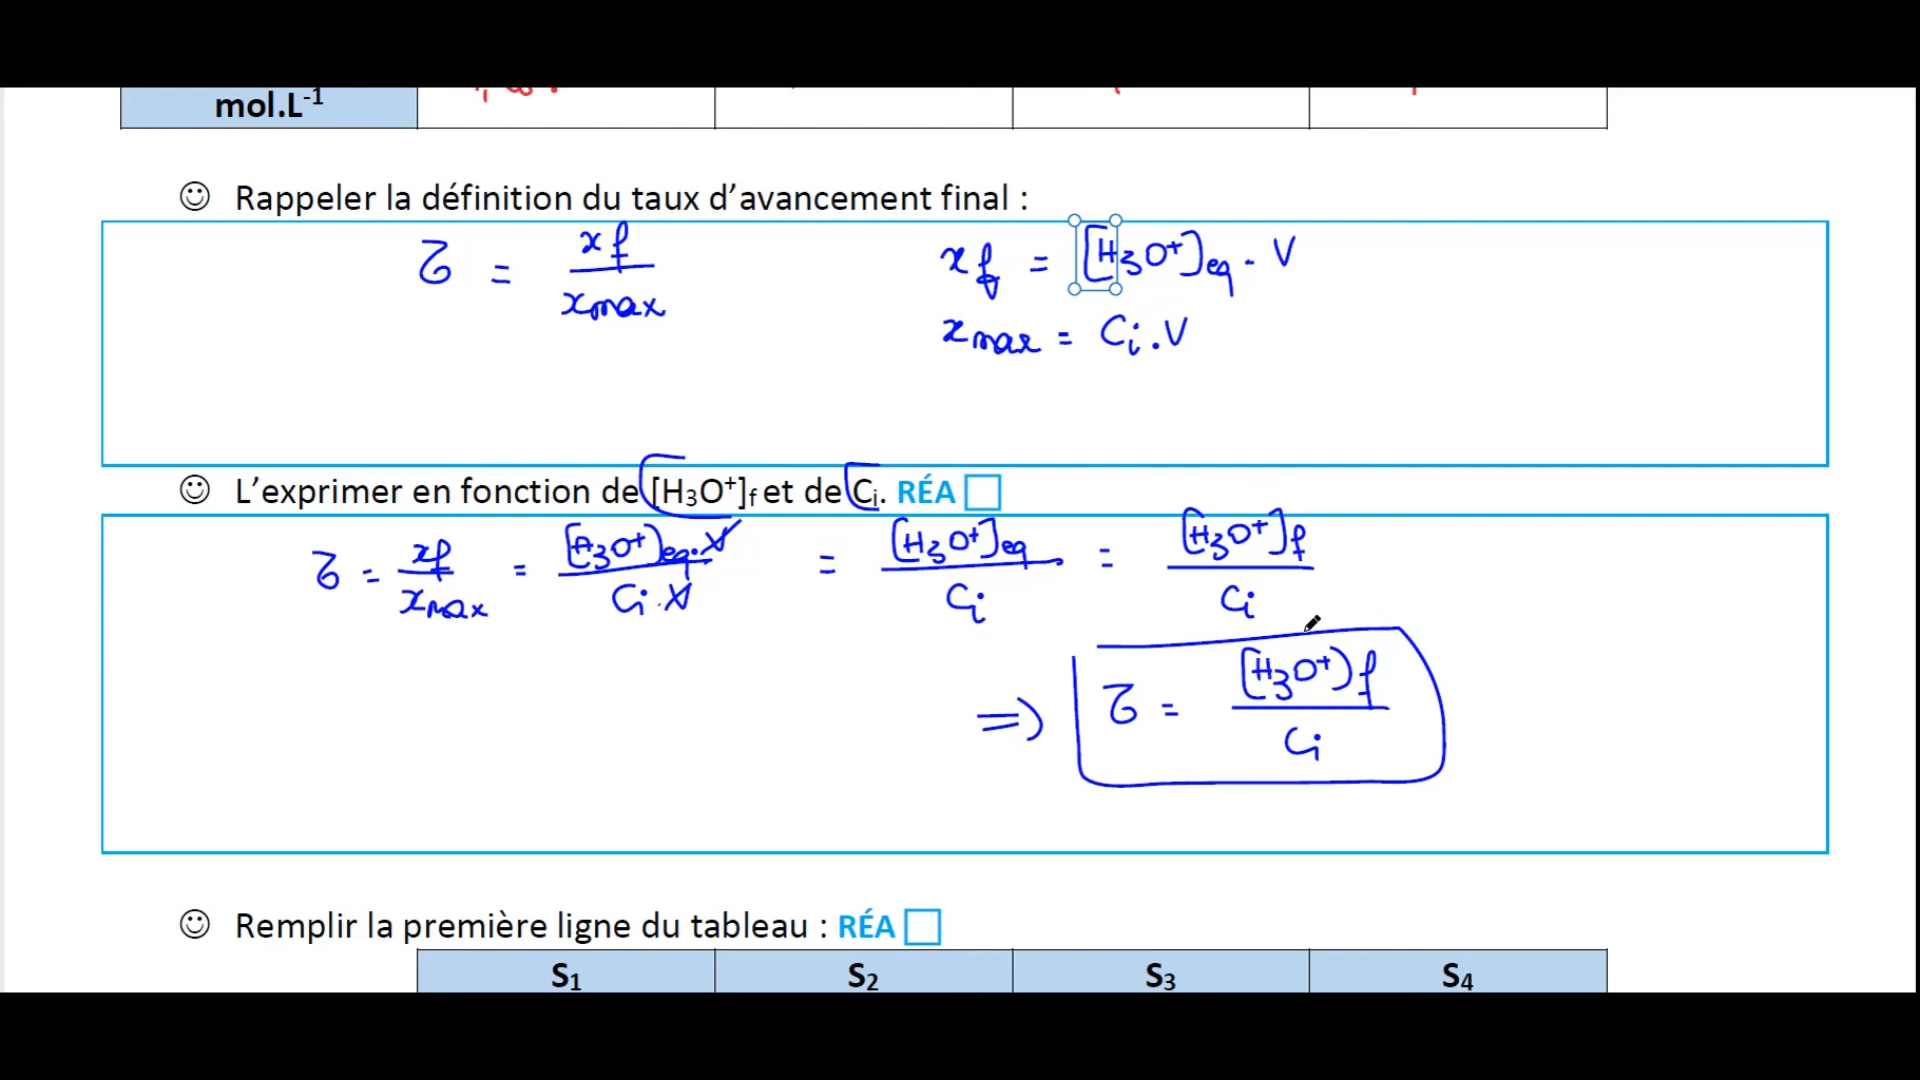 mol.L⁻¹
☺ Rappeler la définition du taux d’avancement final :
τ = xf / xmax
xf = [H₃O⁺]eq . V
xmax = Ci . V
☺ L’exprimer en fonction de [H₃O⁺]f et de Ci. RÉA ☐
τ = xf / xmax = [H₃O⁺]eq . V / Ci . V = [H₃O⁺]eq / Ci = [H₃O⁺]f / Ci
=> τ = [H₃O⁺)f / Ci
☺ Remplir la première ligne du tableau : RÉA ☐
S₁ S₂ S₃ S₄